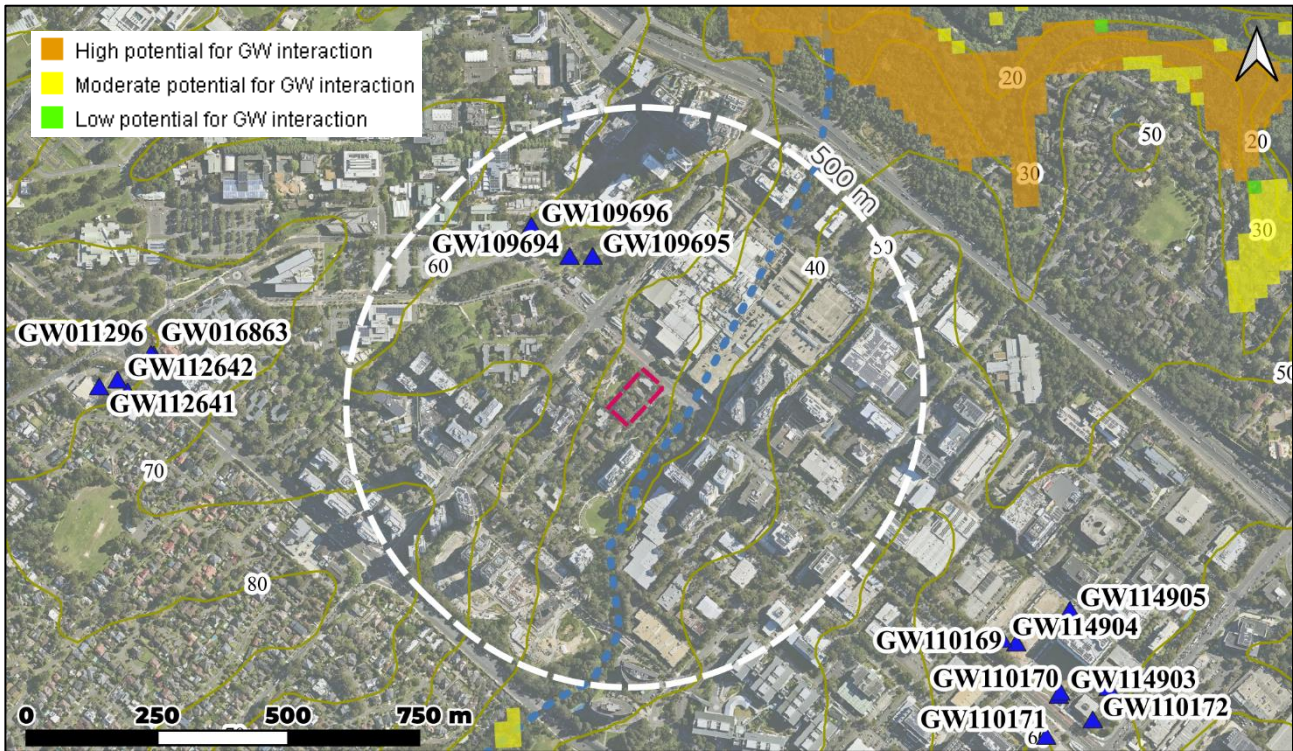 High potential for GW interaction
Moderate potential for GW interaction
Low potential for GW interaction
20
50
20
30
30
500 m
GW109696
GW109694
GW109695
60
50
40
GW011296
GW016863
GW112642
GW112641
50
70
80
GW114905
GW110169
GW114904
GW110170
GW114903
GW110172
GW110171
0 250 500 750 m